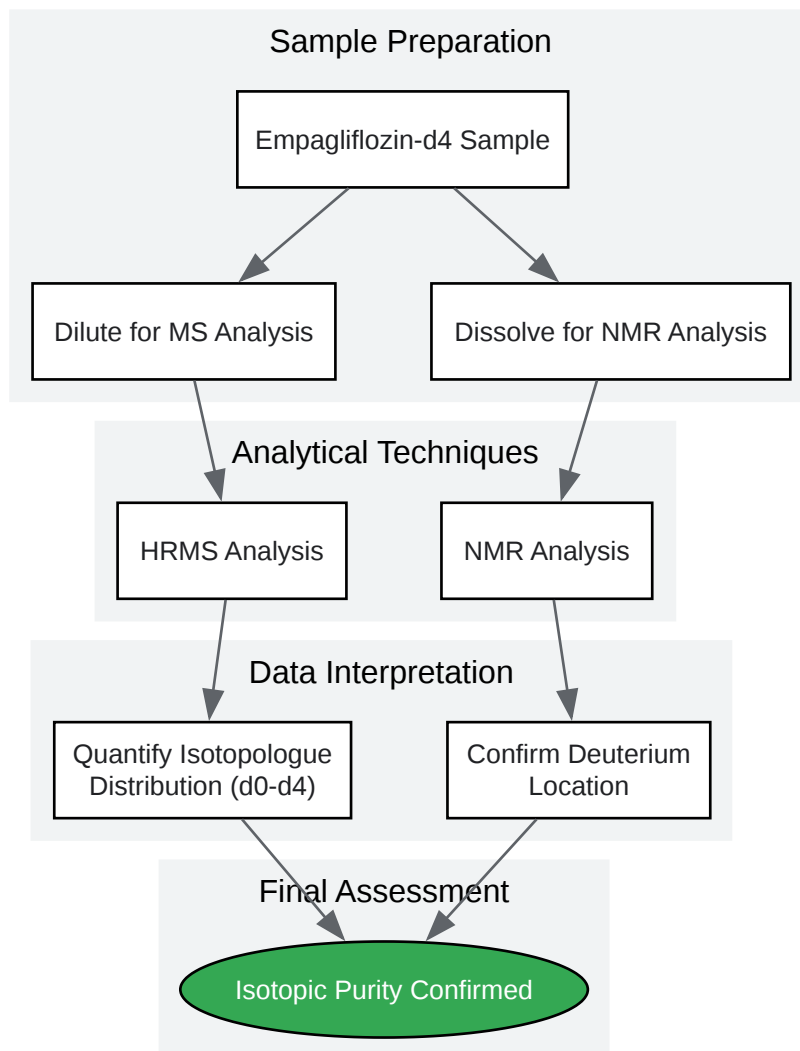 Sample Preparation
Empagliflozin-d4 Sample
Dilute for MS Analysis
Dissolve for NMR Analysis
Analytical Techniques
HRMS Analysis
NMR Analysis
Data Interpretation
Quantify Isotopologue
Distribution (d0-d4)
Confirm Deuterium
Location
Final Assessment
Isotopic Purity Confirmed